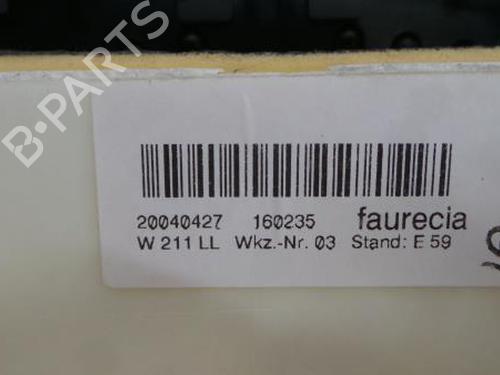 B-PARTS
20040427 160235 faurecia
W 211 LL Wkz.-Nr. 03 Stand: E 59